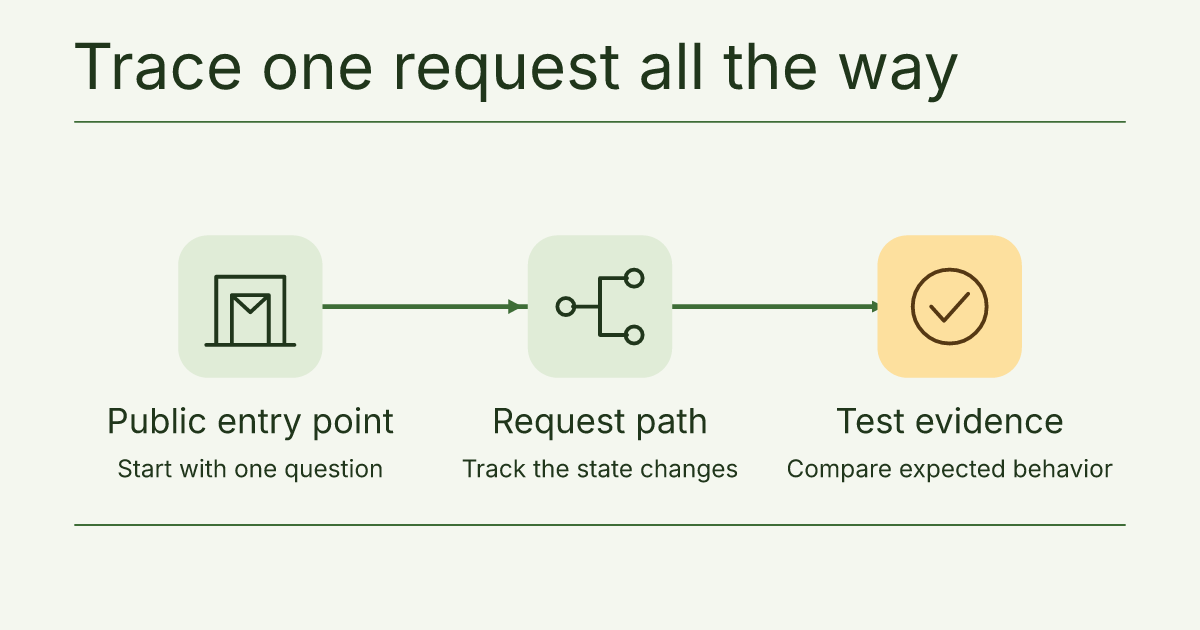 Trace one request all the way
Public entry point
Start with one question
Request path
Track the state changes
Test evidence
Compare expected behavior